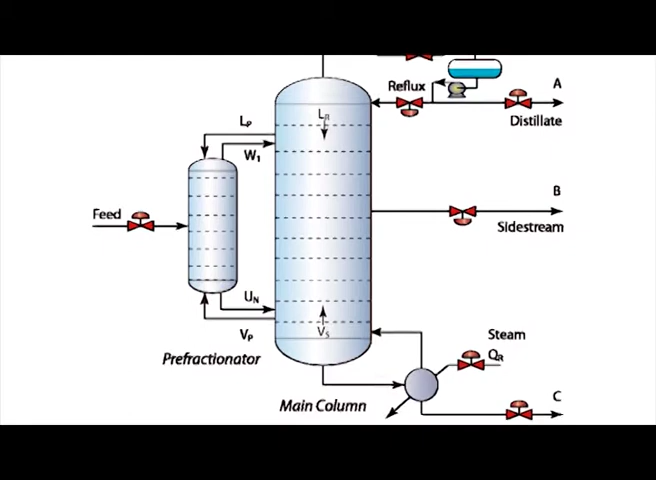 Reflux
A
Distillate
L_R
L_P
W_1
B
Sidestream
Feed
U_N
V_P
V_S
Steam
Q_R
Prefractionator
Main Column
C